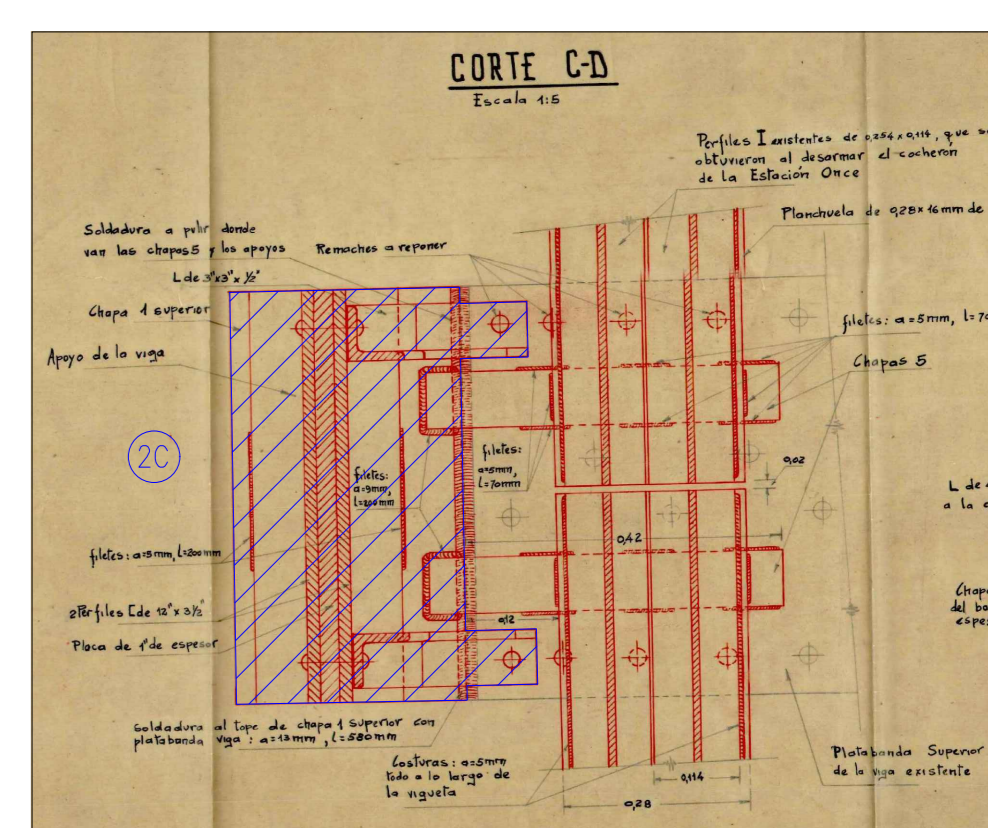 CORTE C-D
Escala 1:5
Perfiles I existentes de 0,254 x 0,114, que
obtuvieron al desarmar el cocherón
de la Estación Once
Planchuela de 0,28 x 16 mm de
Soldadura a pulir donde
van las chapas 5 y los apoyos
Remaches a reponer
L de 3"x3"x 1/2"
Chapa 1 superior
Apoyo de la viga
filetes: a=5mm,
Chapas 5
2C
filetes:
a=9mm,
l=200mm
filetes:
a=5mm,
l=70mm
0,02
L de
a la
0,42
filetes: a=5mm, l=200mm
2 Perfiles [ de 12" x 3 1/2"
Placa de 1" de espesor
0,12
del
Soldadura al tope de chapa 1 superior con
platabanda viga: a=13mm, l=580mm
Costuras: a=5mm
todo a lo largo de
la vigueta
0,114
0,28
Platabanda Superior
de la viga existente